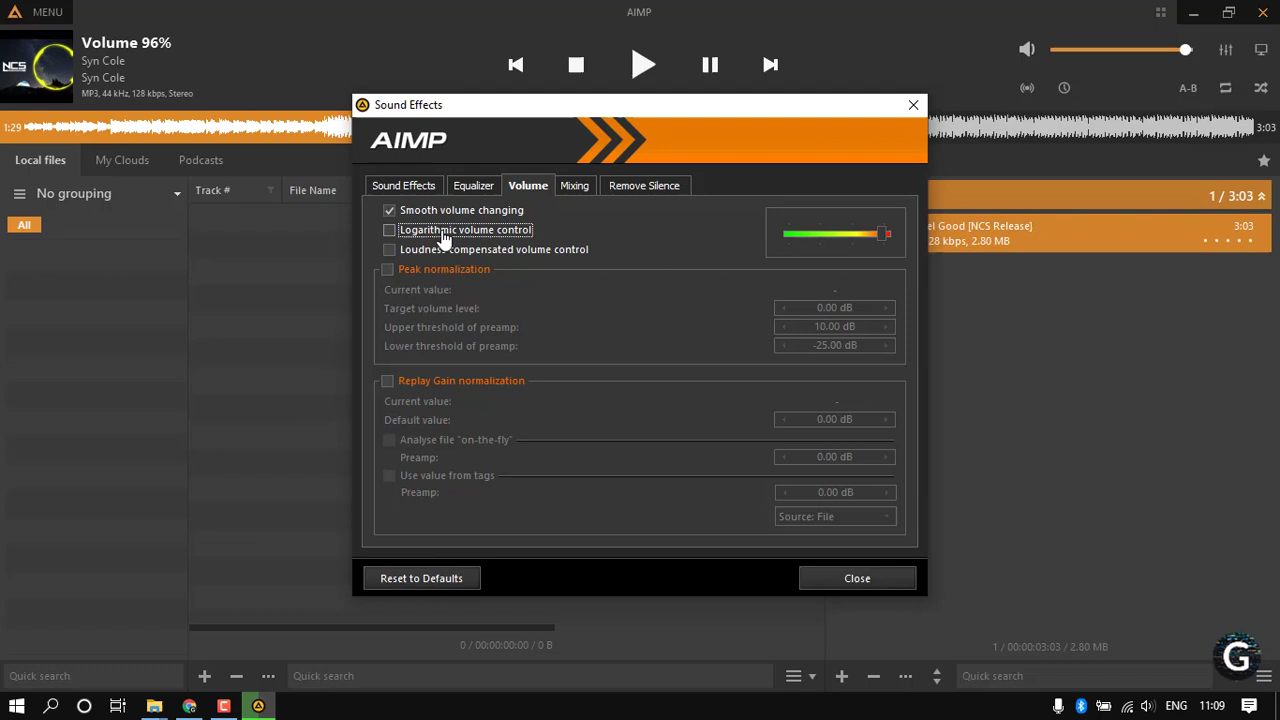 MENU
AIMP
NCS
Volume 96%
Syn Cole
Syn Cole
MP3, 44 kHz, 128 kbps, Stereo
A-B
1:29
3:03
Local files
My Clouds
Podcasts
No grouping
Track #
File Name
All
1 / 3:03
el Good [NCS Release]
3:03
28 kbps, 2.80 MB
Sound Effects
AIMP
Sound Effects
Equalizer
Volume
Mixing
Remove Silence
Smooth volume changing
Logarithmic volume control
Loudness compensated volume control
Peak normalization
Current value:
-
Target volume level:
0.00 dB
Upper threshold of preamp:
10.00 dB
Lower threshold of preamp:
-25.00 dB
Replay Gain normalization
Current value:
-
Default value:
0.00 dB
Analyse file "on-the-fly"
Preamp:
0.00 dB
Use value from tags
Preamp:
0.00 dB
Source: File
Reset to Defaults
Close
0 / 00:00:00:00 / 0 B
1 / 00:00:03:03 / 2.80 MB
Quick search
Quick search
Quick search
G
ENG
11:09